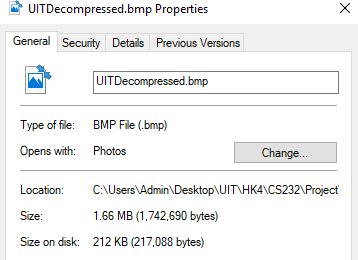 UITDecompressed.bmp Properties
General Security Details Previous Versions
UITDecompressed.bmp
Type of file: BMP File (.bmp)
Opens with: Photos Change...
Location: C:\Users\Admin\Desktop\UIT\HK4\CS232\Project
Size: 1.66 MB (1,742,690 bytes)
Size on disk: 212 KB (217,088 bytes)